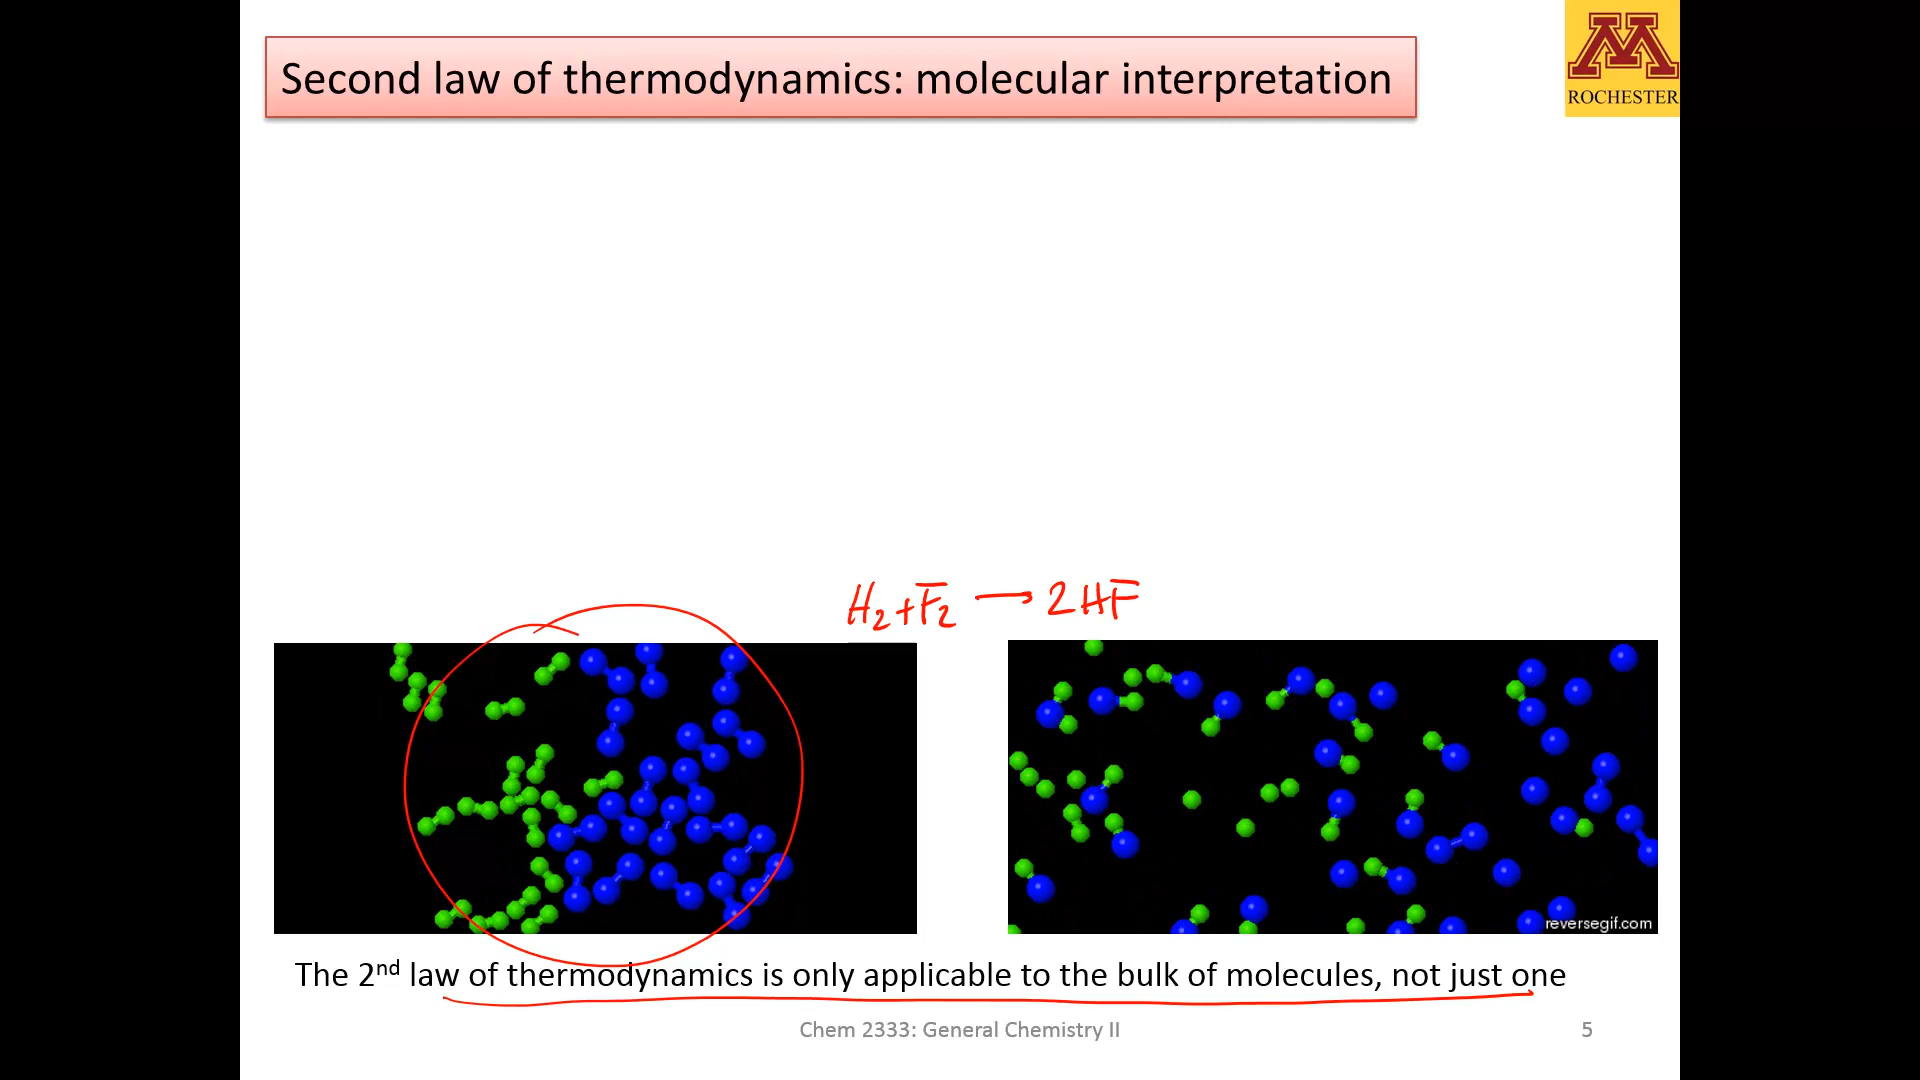 Second law of thermodynamics: molecular interpretation
M
ROCHESTER
H₂+F₂ → 2HF
reversegif.com
The 2nd law of thermodynamics is only applicable to the bulk of molecules, not just one
Chem 2333: General Chemistry II
5